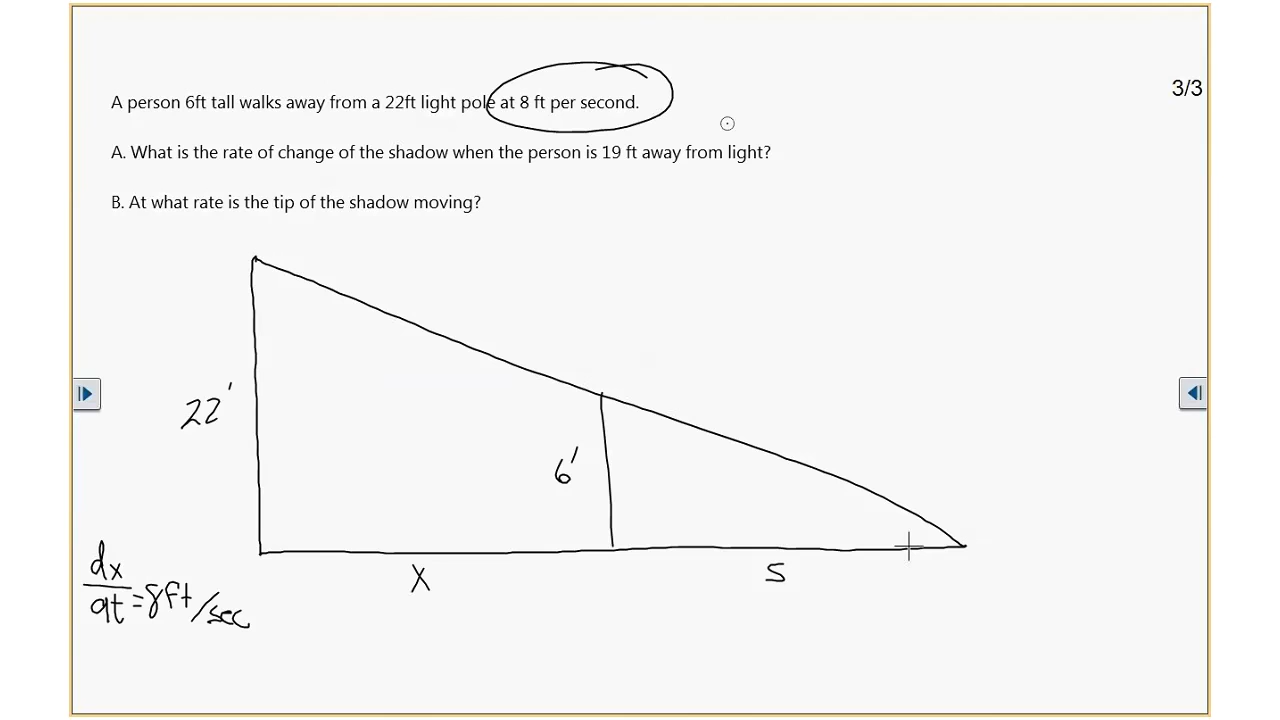 A person 6ft tall walks away from a 22ft light pole at 8 ft per second.
3/3
A. What is the rate of change of the shadow when the person is 19 ft away from light?
B. At what rate is the tip of the shadow moving?
22'
6'
x
s
dx
dt = 8ft/sec